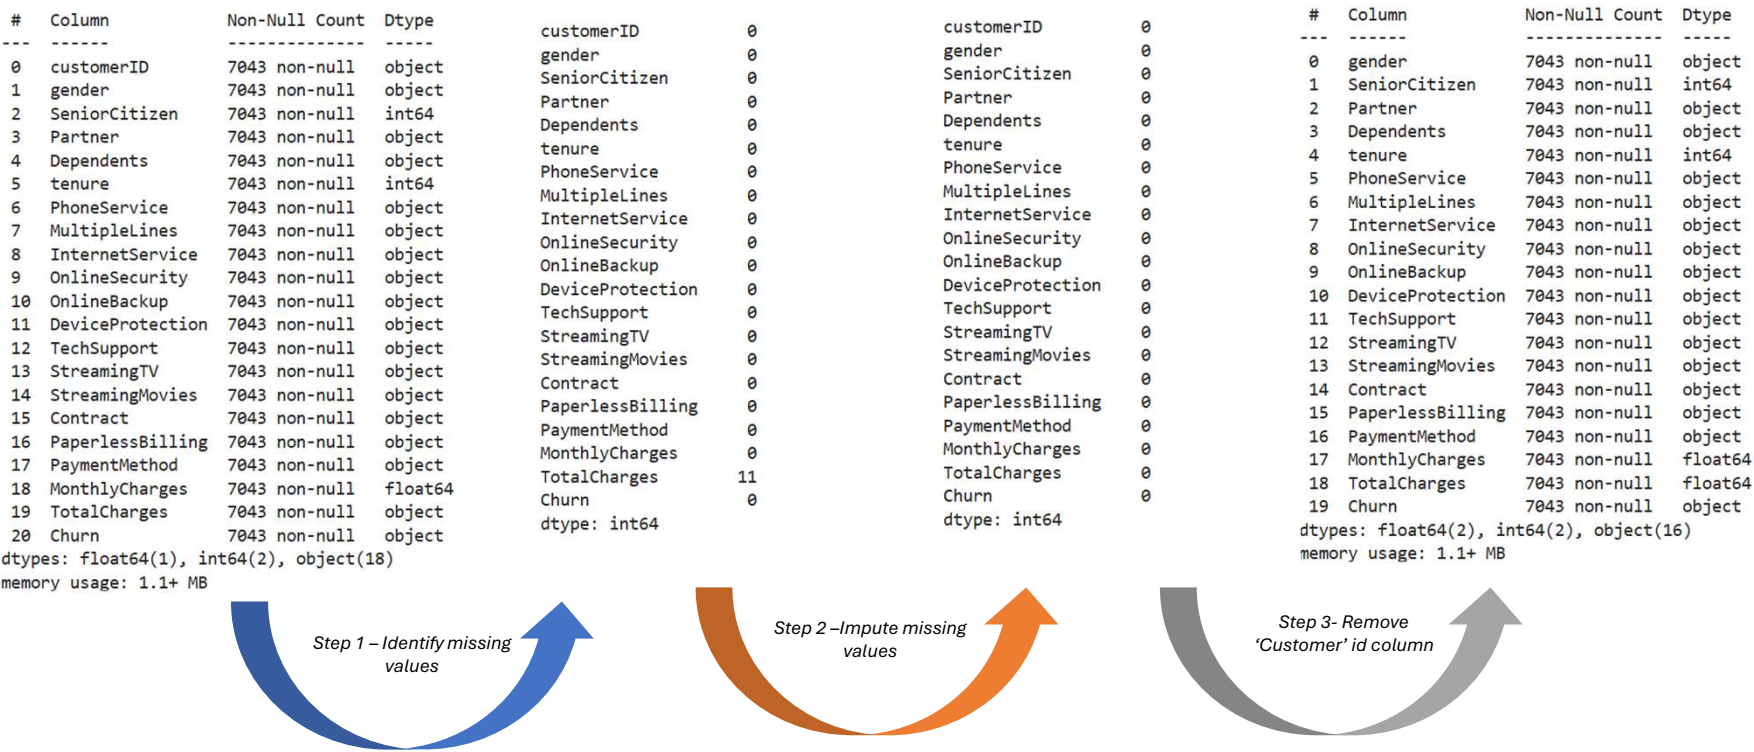 #   Column            Non-Null Count  Dtype
---  ------            --------------  -----
0   customerID        7043 non-null   object
1   gender            7043 non-null   object
2   SeniorCitizen     7043 non-null   int64
3   Partner           7043 non-null   object
4   Dependents        7043 non-null   object
5   tenure            7043 non-null   int64
6   PhoneService      7043 non-null   object
7   MultipleLines     7043 non-null   object
8   InternetService   7043 non-null   object
9   OnlineSecurity    7043 non-null   object
10  OnlineBackup      7043 non-null   object
11  DeviceProtection  7043 non-null   object
12  TechSupport       7043 non-null   object
13  StreamingTV       7043 non-null   object
14  StreamingMovies   7043 non-null   object
15  Contract          7043 non-null   object
16  PaperlessBilling  7043 non-null   object
17  PaymentMethod     7043 non-null   object
18  MonthlyCharges    7043 non-null   float64
19  TotalCharges      7043 non-null   object
20  Churn             7043 non-null   object
dtypes: float64(1), int64(2), object(18)
memory usage: 1.1+ MB
customerID 0
gender 0
SeniorCitizen 0
Partner 0
Dependents 0
tenure 0
PhoneService 0
MultipleLines 0
InternetService 0
OnlineSecurity 0
OnlineBackup 0
DeviceProtection 0
TechSupport 0
StreamingTV 0
StreamingMovies 0
Contract 0
PaperlessBilling 0
PaymentMethod 0
MonthlyCharges 0
TotalCharges 11
Churn 0
dtype: int64
customerID 0
gender 0
SeniorCitizen 0
Partner 0
Dependents 0
tenure 0
PhoneService 0
MultipleLines 0
InternetService 0
OnlineSecurity 0
OnlineBackup 0
DeviceProtection 0
TechSupport 0
StreamingTV 0
StreamingMovies 0
Contract 0
PaperlessBilling 0
PaymentMethod 0
MonthlyCharges 0
TotalCharges 0
Churn 0
dtype: int64
#   Column            Non-Null Count  Dtype
---  ------            --------------  -----
0   gender            7043 non-null   object
1   SeniorCitizen     7043 non-null   int64
2   Partner           7043 non-null   object
3   Dependents        7043 non-null   object
4   tenure            7043 non-null   int64
5   PhoneService      7043 non-null   object
6   MultipleLines     7043 non-null   object
7   InternetService   7043 non-null   object
8   OnlineSecurity    7043 non-null   object
9   OnlineBackup      7043 non-null   object
10  DeviceProtection  7043 non-null   object
11  TechSupport       7043 non-null   object
12  StreamingTV       7043 non-null   object
13  StreamingMovies   7043 non-null   object
14  Contract          7043 non-null   object
15  PaperlessBilling  7043 non-null   object
16  PaymentMethod     7043 non-null   object
17  MonthlyCharges    7043 non-null   float64
18  TotalCharges      7043 non-null   float64
19  Churn             7043 non-null   object
dtypes: float64(2), int64(2), object(16)
memory usage: 1.1+ MB
Step 1 – Identify missing
values
Step 2 –Impute missing
values
Step 3- Remove
‘Customer’ id column